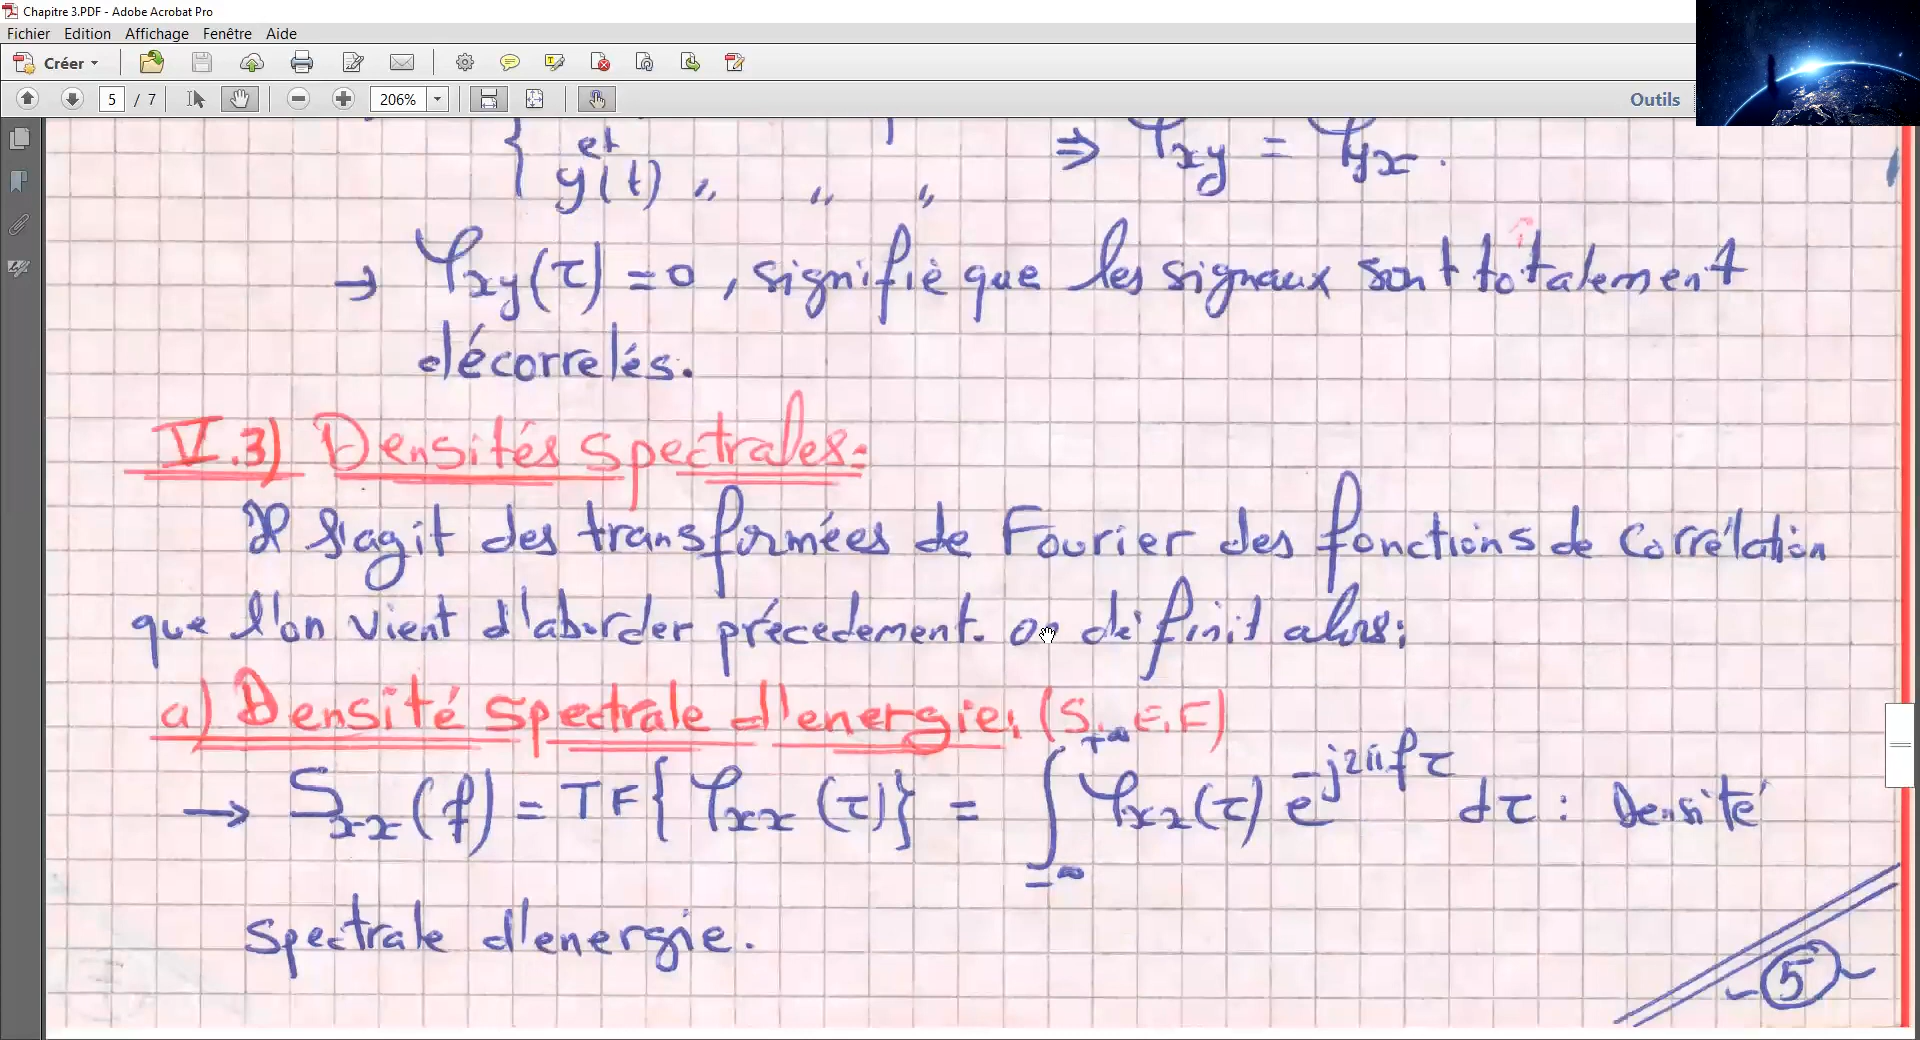 Chapitre 3.PDF - Adobe Acrobat Pro
Fichier Edition Affichage Fenêtre Aide
Créer
5 / 7 206% Outils
{ et ⇒ φxy = φyx.
y(t) " " "
→ φxy(τ) = 0, signifie que les signaux sont totalement
décorrelés.
V.3) Densités spectrales:
Il s'agit des transformées de Fourier des fonctions de Corrélation
que l'on vient d'aborder précedement. on définit alors:
a) Densité spectrale d'energie. (S.E.F)
→ Sxx(f) = TF{φxx(τ)} = ∫_{-∞}^{+∞} φxx(τ) e^{-j2πfτ} dτ : Densité
spectrale d'energie.
- 5 -